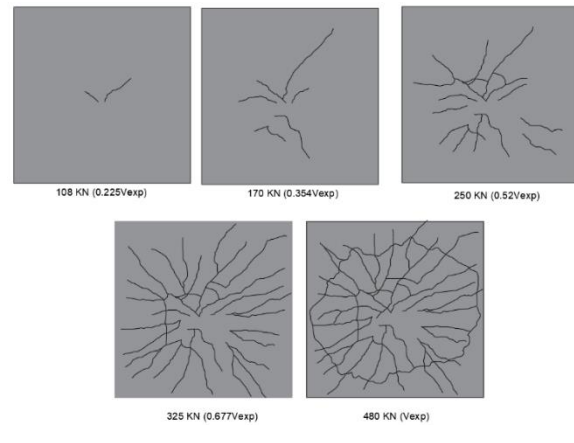 108 KN (0.225Vexp)
170 KN (0.354Vexp)
250 KN (0.52Vexp)
325 KN (0.677Vexp)
480 KN (Vexp)